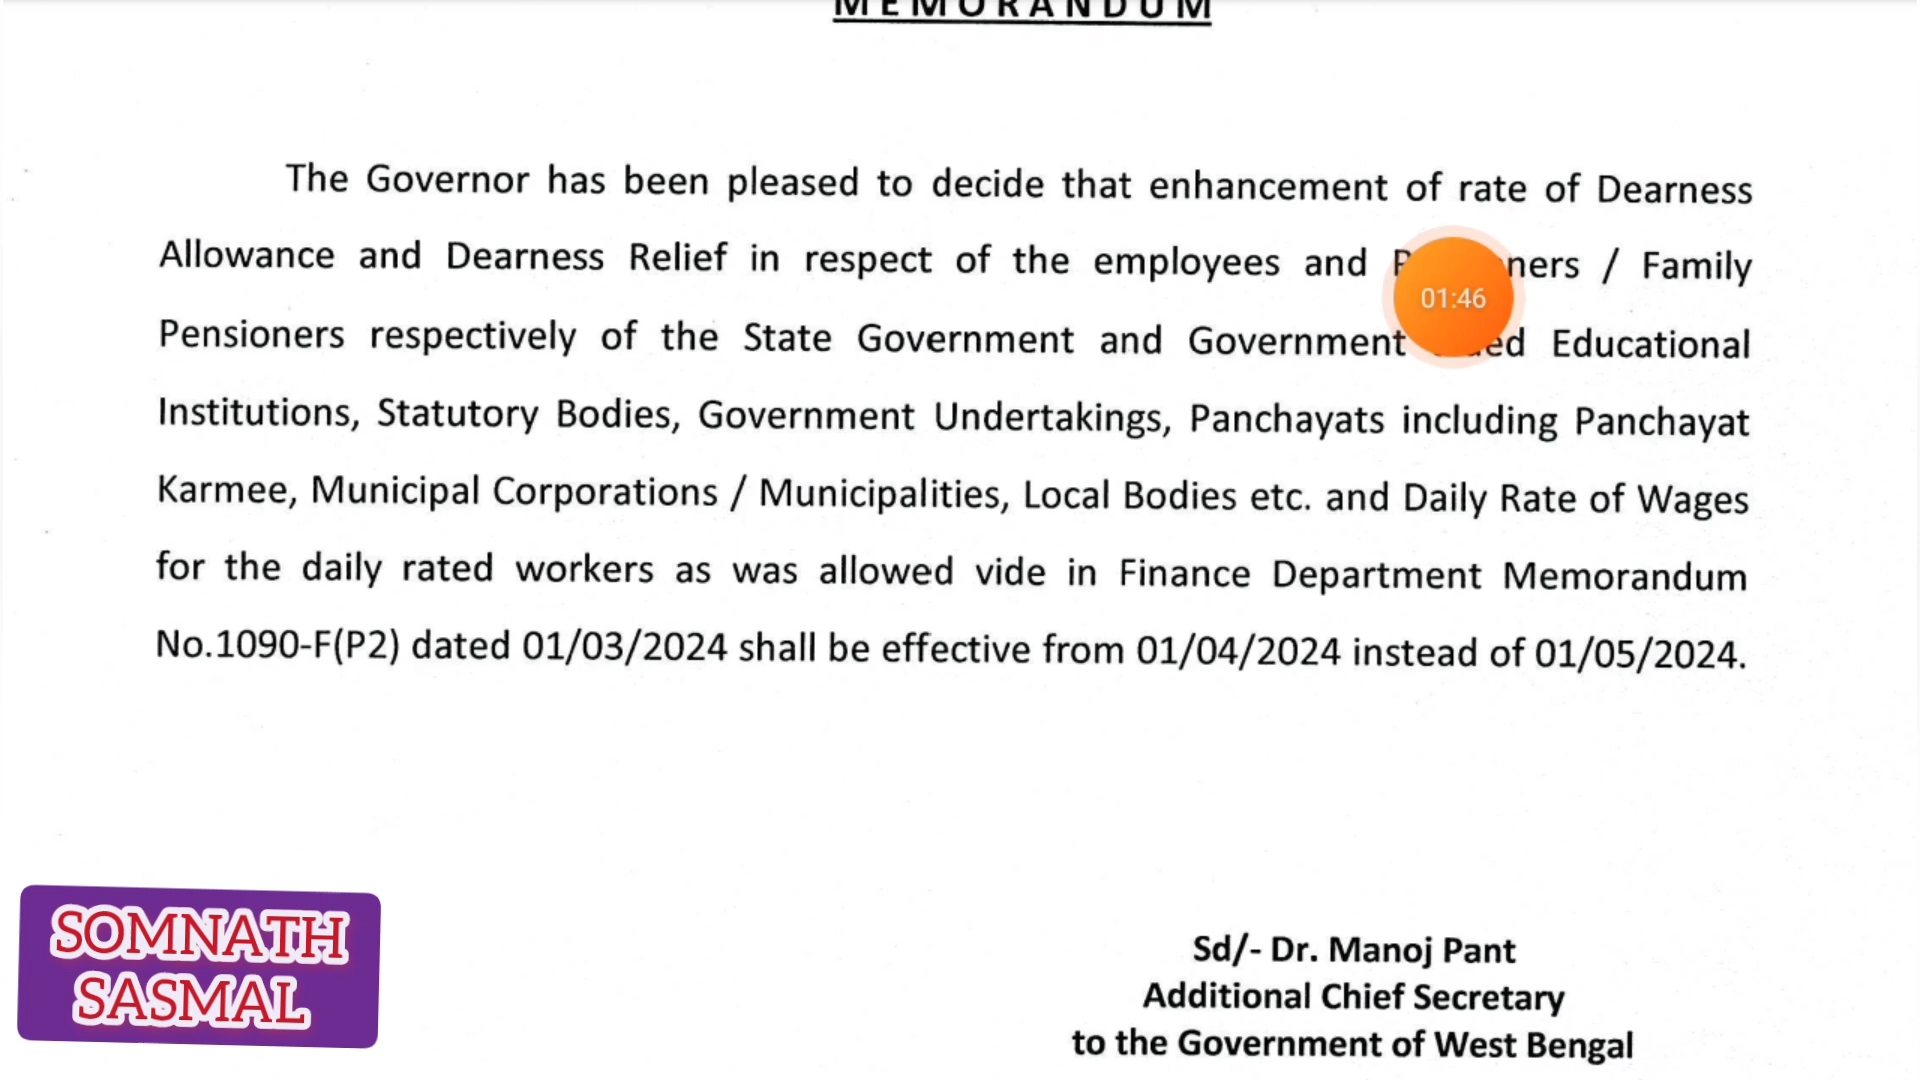 MEMORANDUM
The Governor has been pleased to decide that enhancement of rate of Dearness
Allowance and Dearness Relief in respect of the employees and / Family
Pensioners respectively of the State Government and Government Educational
Institutions, Statutory Bodies, Government Undertakings, Panchayats including Panchayat
Karmee, Municipal Corporations / Municipalities, Local Bodies etc. and Daily Rate of Wages
for the daily rated workers as was allowed vide in Finance Department Memorandum
No.1090-F(P2) dated 01/03/2024 shall be effective from 01/04/2024 instead of 01/05/2024.
01:46
Sd/- Dr. Manoj Pant
Additional Chief Secretary
to the Government of West Bengal
SOMNATH
SASMAL